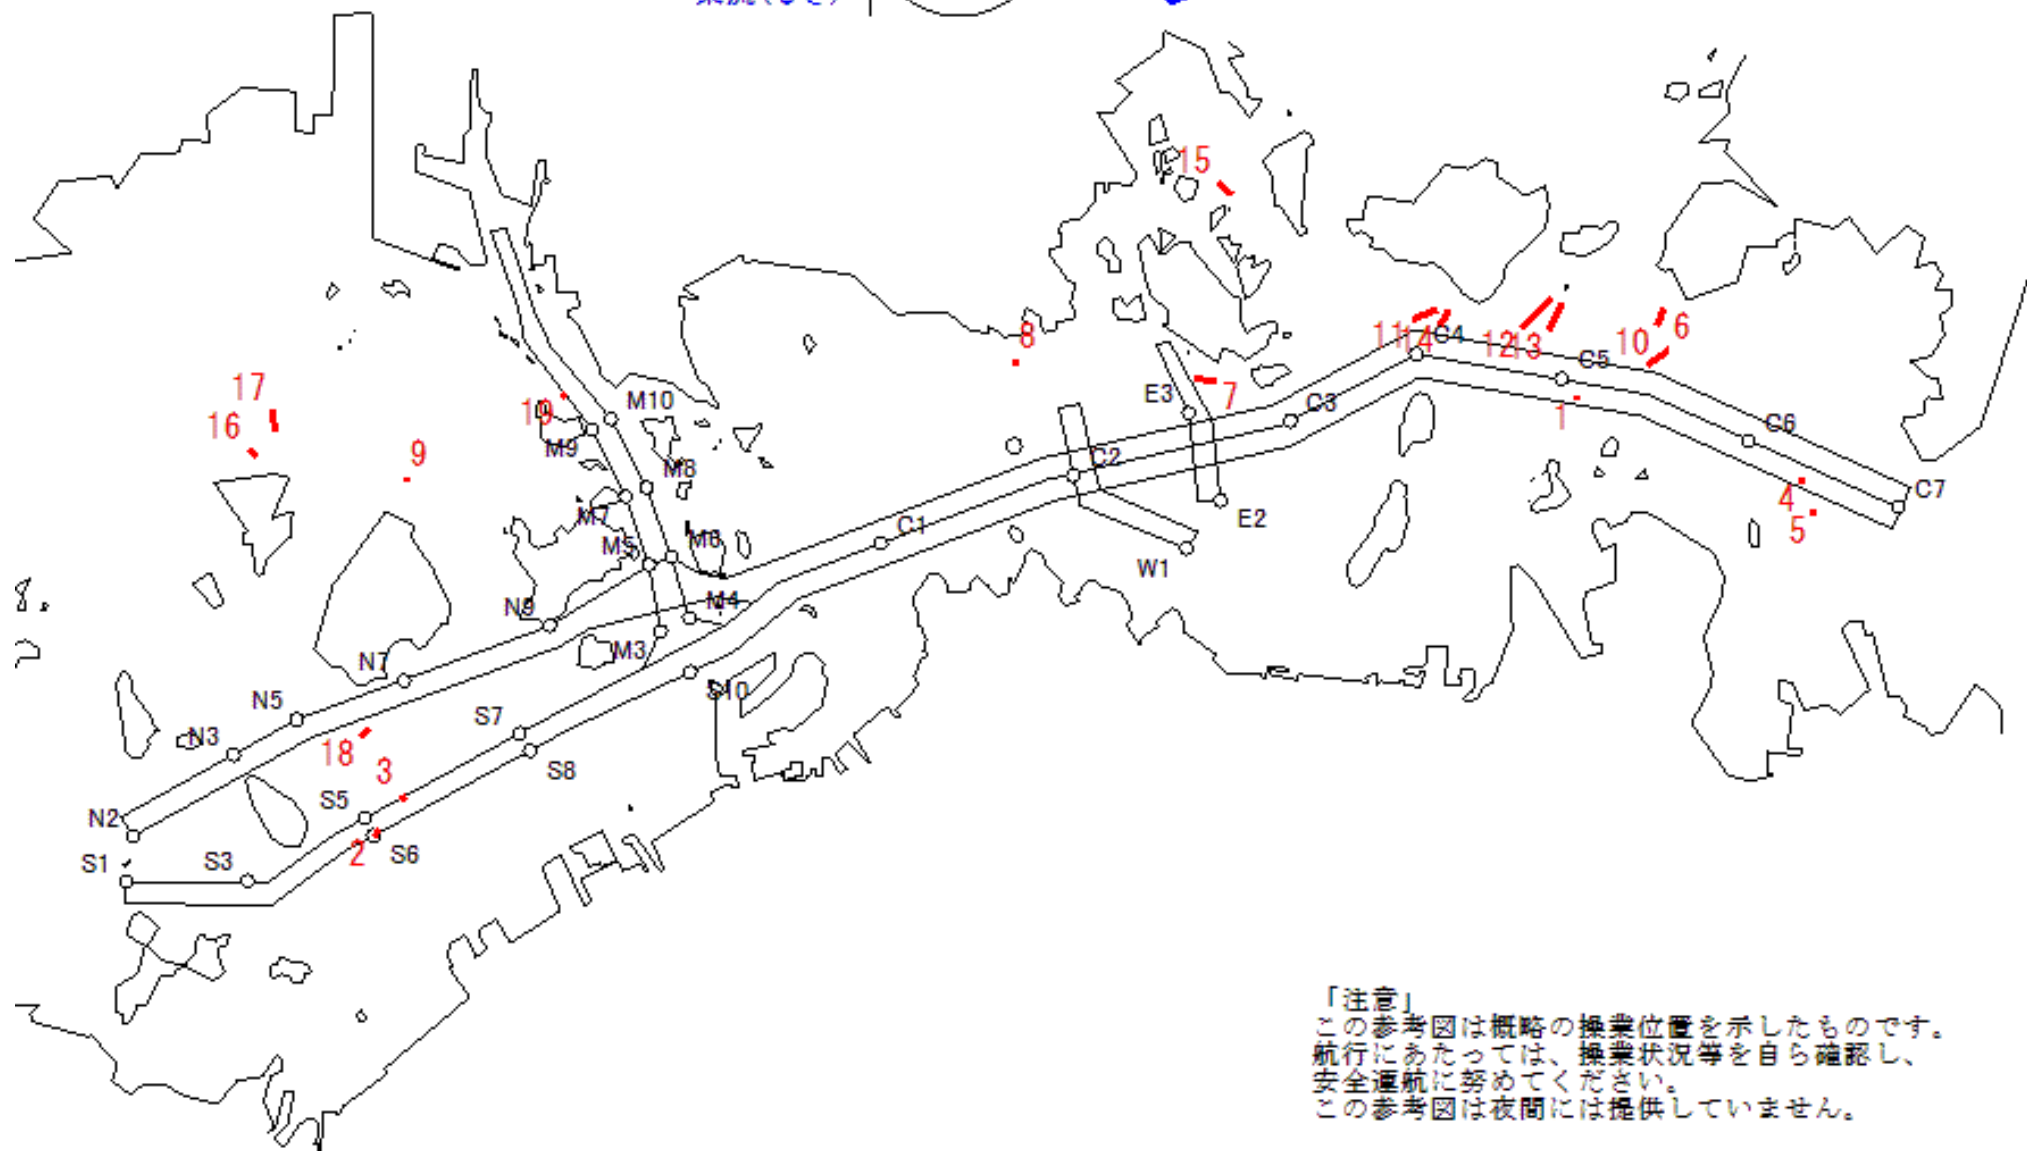 15
11
14
C4
12
13
C5
10
6
8
E3
7
C3
1
C6
4
5
C7
C2
E2
W1
C1
17
16
9
19
M10
M9
M8
M7
M6
M5
M4
M3
N9
N7
N5
N3
N2
18
3
S7
S10
S8
S5
2
S6
S1
S3
「注意」
この参考図は概略の操業位置を示したものです。
航行にあたっては、操業状況等を自ら確認し、
安全運航に努めてください。
この参考図は夜間には提供していません。